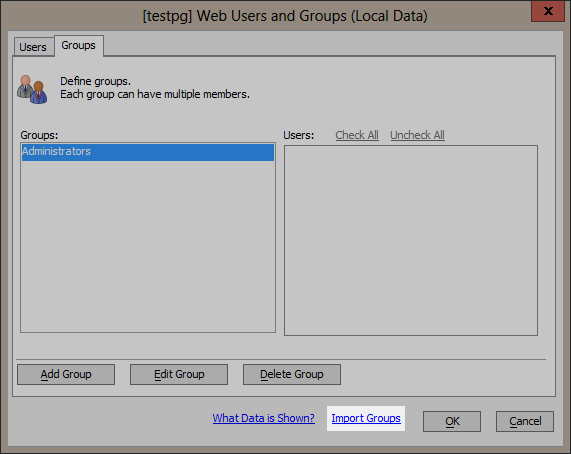 [testpg] Web Users and Groups (Local Data)
x
Users Groups
Define groups.
Each group can have multiple members.
Groups: Users: Check All Uncheck All
Administrators
Add Group Edit Group Delete Group
What Data is Shown? Import Groups OK Cancel